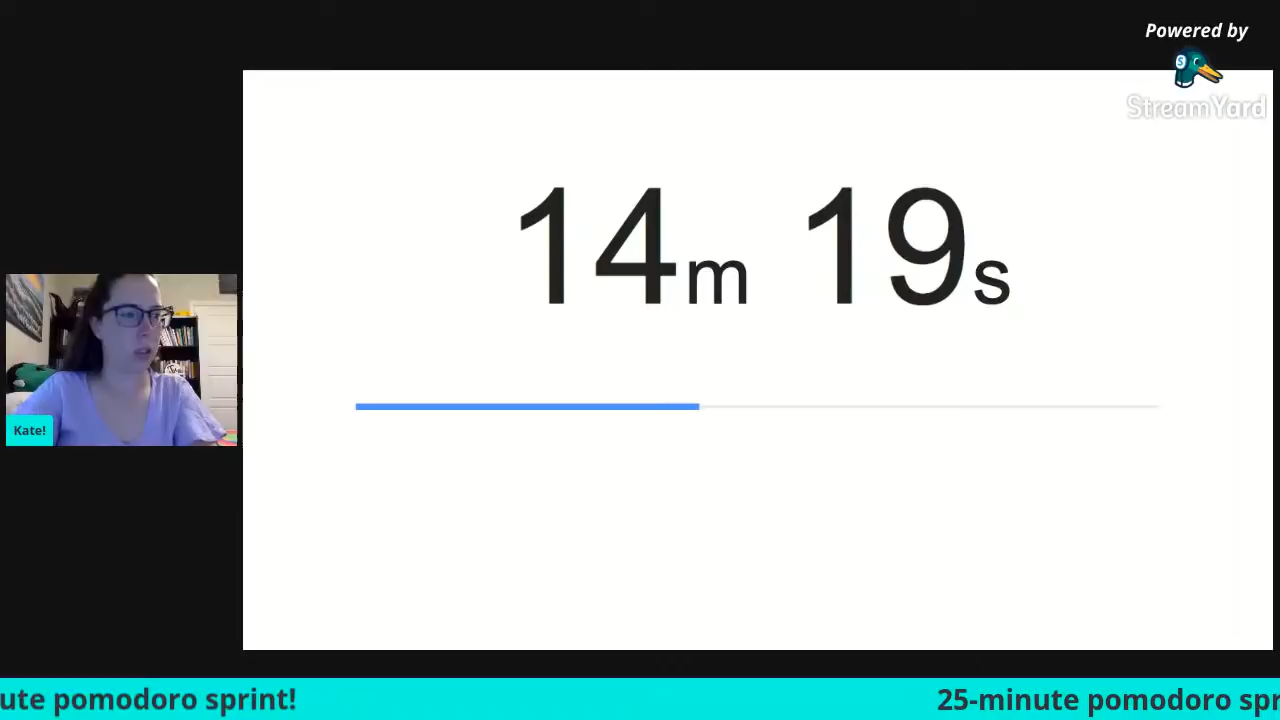 Powered by
StreamYard
14m 19s
Kate!
ute pomodoro sprint!
25-minute pomodoro spr